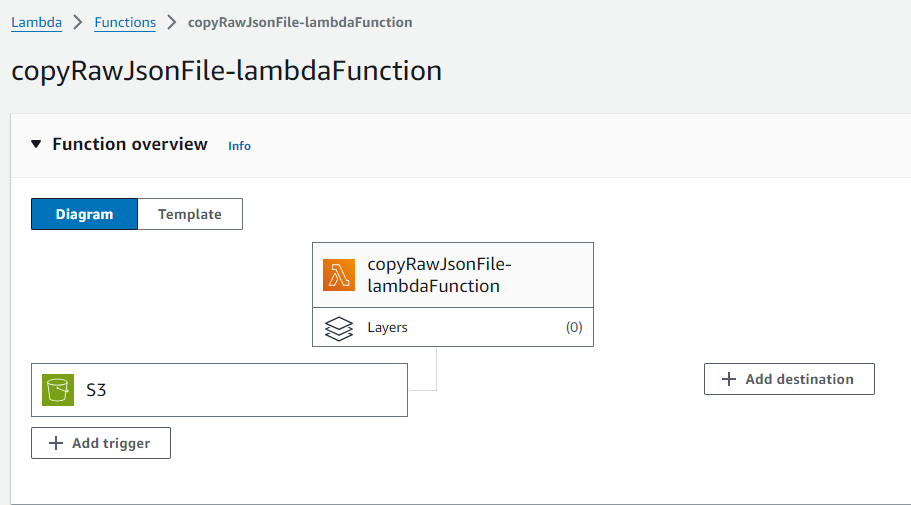 Lambda > Functions > copyRawJsonFile-lambdaFunction
copyRawJsonFile-lambdaFunction
Function overview Info
Diagram Template
copyRawJsonFile-
lambdaFunction
Layers (0)
S3
+ Add destination
+ Add trigger